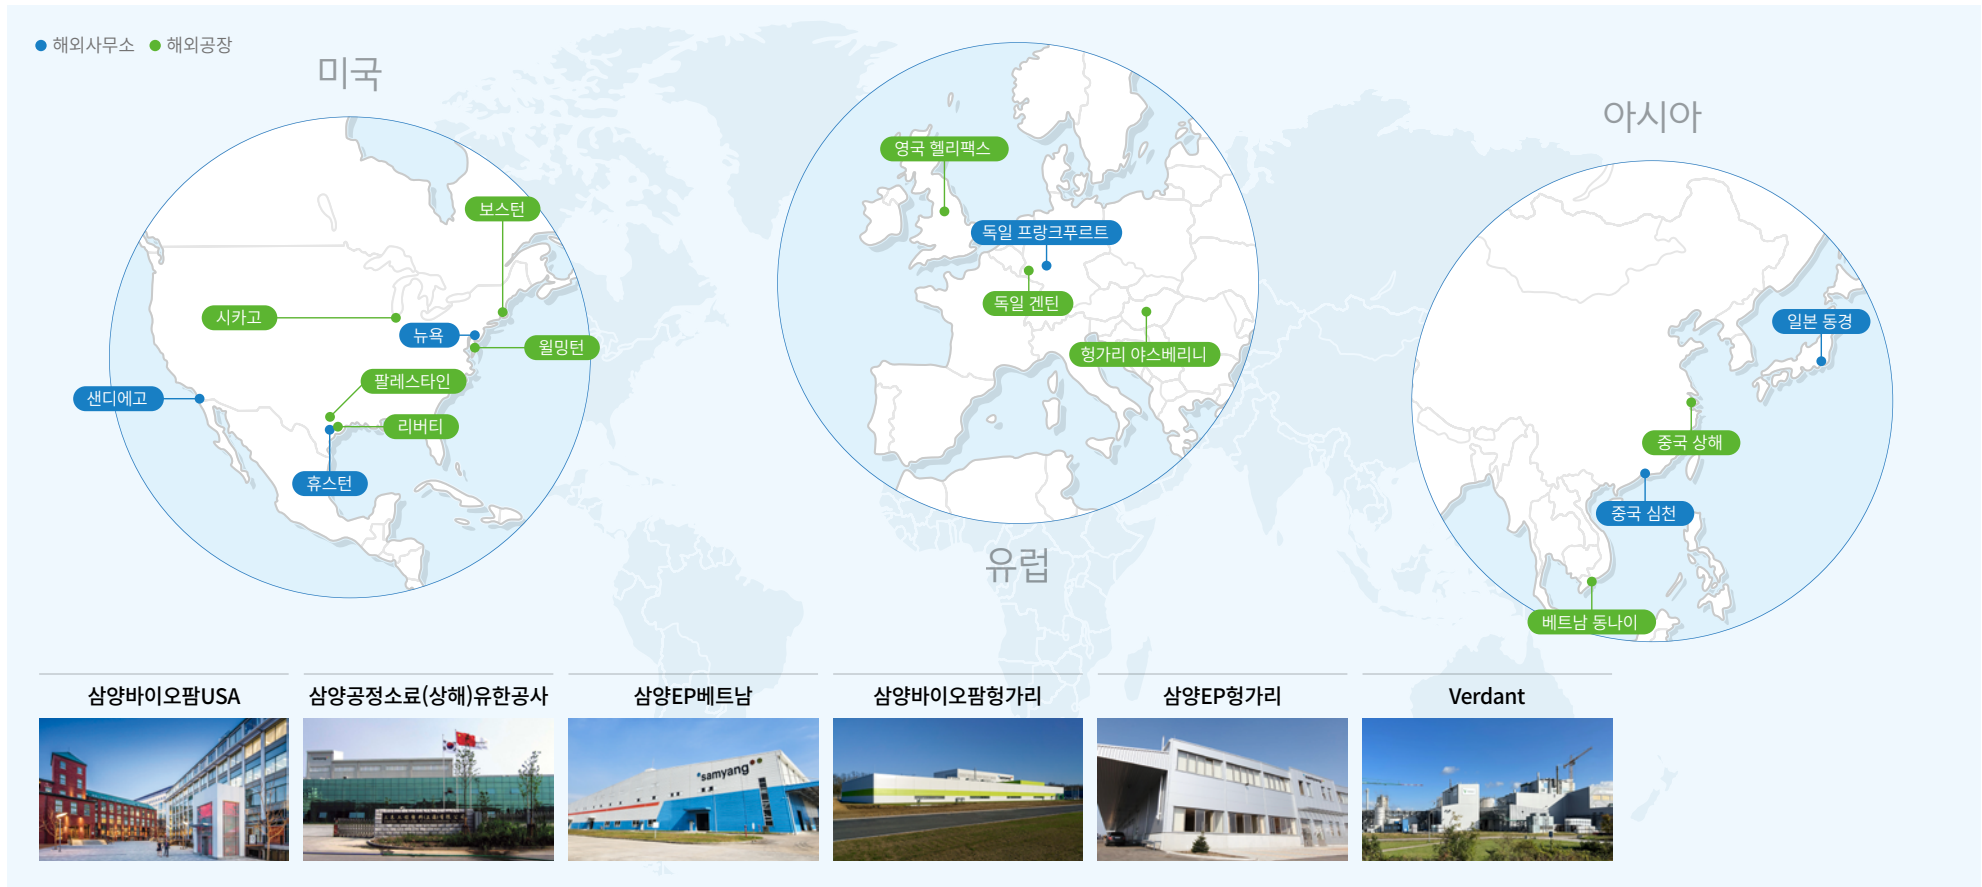 해외사무소 해외공장
미국
보스턴
시카고
뉴욕
윌밍턴
팔레스타인
샌디에고
리버티
휴스턴
영국 헬리팩스
독일 프랑크푸르트
독일 겐틴
헝가리 야스베리니
유럽
아시아
일본 동경
중국 상해
중국 심천
베트남 동나이
삼양바이오팜USA
삼양공정소료(상해)유한공사
삼양EP베트남
삼양바이오팜헝가리
삼양EP헝가리
Verdant
samyang